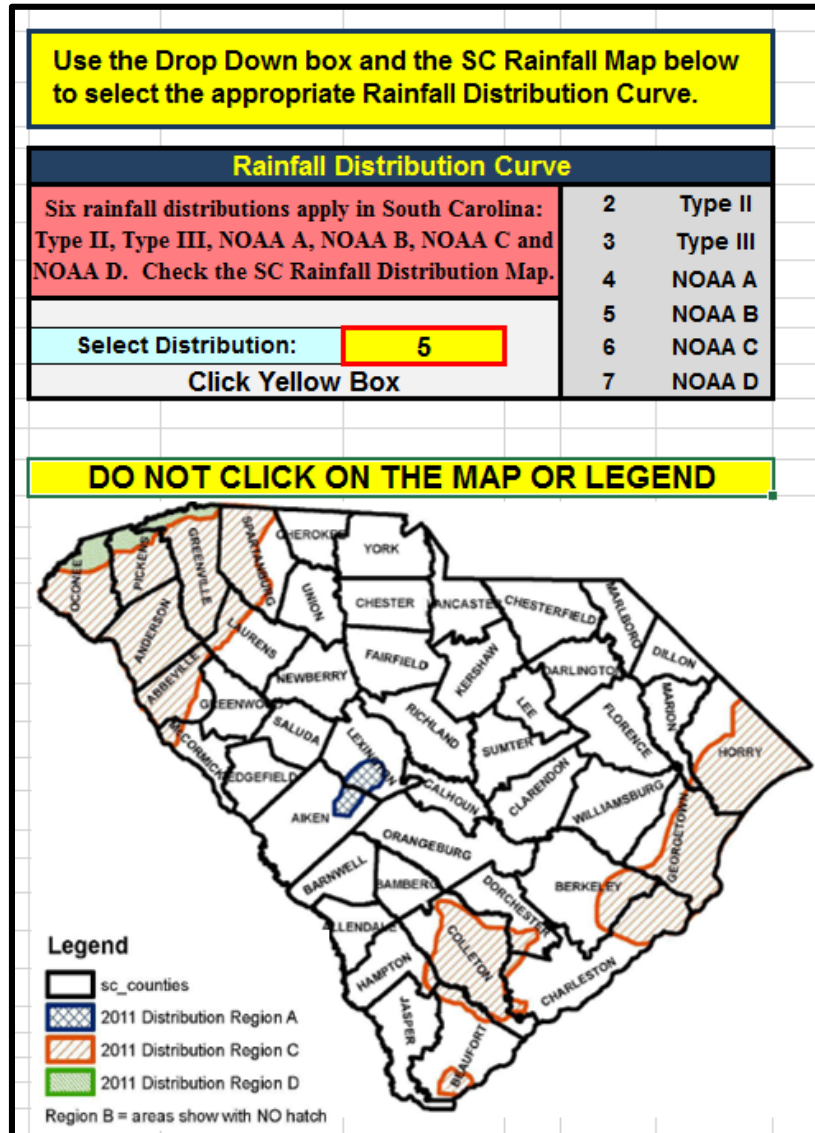 Use the Drop Down box and the SC Rainfall Map below
to select the appropriate Rainfall Distribution Curve.
Rainfall Distribution Curve
Six rainfall distributions apply in South Carolina:
Type II, Type III, NOAA A, NOAA B, NOAA C and
NOAA D. Check the SC Rainfall Distribution Map.
Select Distribution: 5
Click Yellow Box
2 Type II
3 Type III
4 NOAA A
5 NOAA B
6 NOAA C
7 NOAA D
DO NOT CLICK ON THE MAP OR LEGEND
OCONEE
PICKENS
GREENVILLE
SPARTANBURG
CHEROKEE
YORK
UNION
CHESTER
LANCASTER
CHESTERFIELD
MARLBORO
ANDERSON
LAURENS
DILLON
ABBEVILLE
NEWBERRY
FAIRFIELD
KERSHAW
DARLINGTON
GREENWOOD
LEE
MARION
FLORENCE
McCORMICK
SALUDA
LEXINGTON
RICHLAND
SUMTER
HORRY
EDGEFIELD
AIKEN
CALHOUN
CLARENDON
WILLIAMSBURG
GEORGETOWN
ORANGEBURG
BARNWELL
BAMBERG
DORCHESTER
BERKELEY
ALLENDALE
COLLETON
HAMPTON
CHARLESTON
JASPER
BEAUFORT
Legend
sc_counties
2011 Distribution Region A
2011 Distribution Region C
2011 Distribution Region D
Region B = areas show with NO hatch